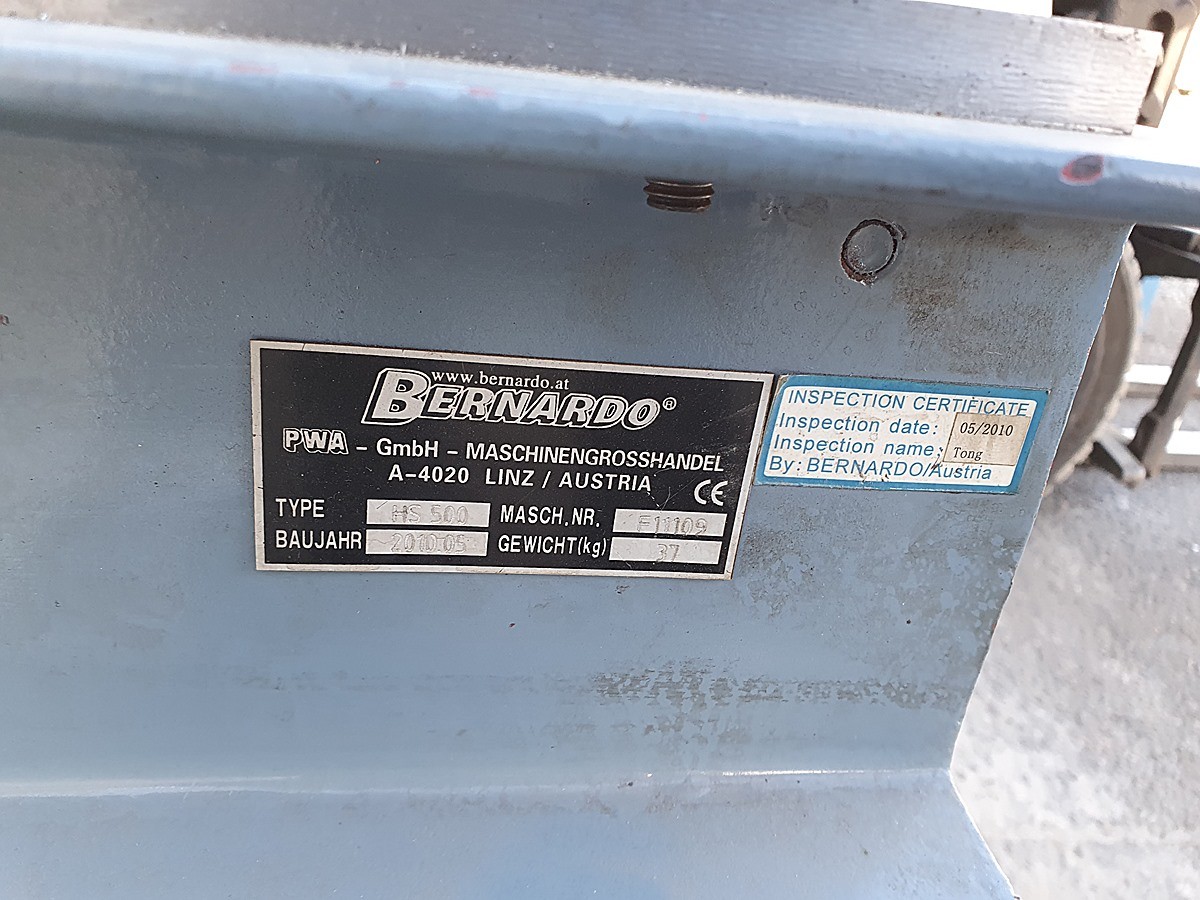 www.bernardo.at
BERNARDO®
PWA – GmbH – MASCHINENGROSSHANDEL
A–4020 LINZ / AUSTRIA
CE
TYPE HS 500 MASCH.NR. F11109
BAUJAHR 2010.05 GEWICHT(kg) 37
INSPECTION CERTIFICATE
Inspection date: 05/2010
Inspection name: Tong
By: BERNARDO/Austria